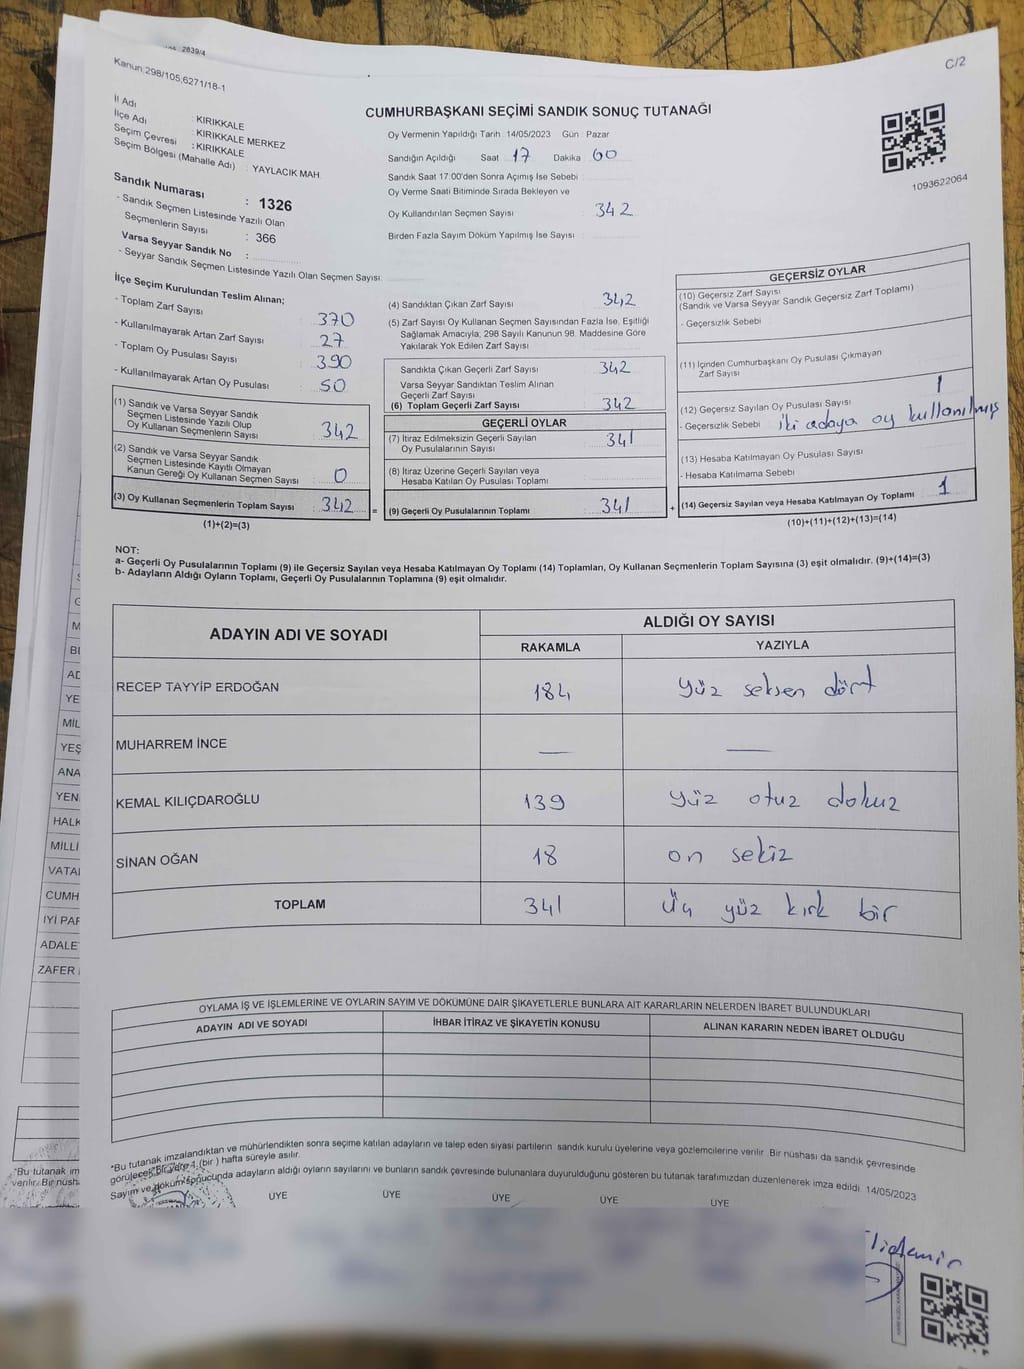 2839/4
Kanun:298/105,6271/18-1
C/2
CUMHURBAŞKANI SEÇİMİ SANDIK SONUÇ TUTANAĞI
İl Adı : KIRIKKALE
İlçe Adı : KIRIKKALE MERKEZ
Seçim Çevresi : KIRIKKALE
Seçim Bölgesi (Mahalle Adı) : YAYLACIK MAH.
Sandık Numarası : 1326
- Sandık Seçmen Listesinde Yazılı Olan
Seçmenlerin Sayısı : 366
Varsa Seyyar Sandık No :
- Seyyar Sandık Seçmen Listesinde Yazılı Olan Seçmen Sayısı:
Oy Vermenin Yapıldığı Tarih :14/05/2023 Gün : Pazar
Sandığın Açıldığı Saat 17 Dakika 60
Sandık Saat 17:00'den Sonra Açımış İse Sebebi :
Oy Verme Saati Bitiminde Sırada Bekleyen ve
Oy Kullandırılan Seçmen Sayısı : 342
Birden Fazla Sayım Döküm Yapılmış İse Sayısı :
1093622064
İlçe Seçim Kurulundan Teslim Alınan;
- Toplam Zarf Sayısı : 370
- Kullanılmayarak Artan Zarf Sayısı : 27
- Toplam Oy Pusulası Sayısı : 390
- Kullanılmayarak Artan Oy Pusulası : 50
(1) Sandık ve Varsa Seyyar Sandık
Seçmen Listesinde Yazılı Olup
Oy Kullanan Seçmenlerin Sayısı : 342
(2) Sandık ve Varsa Seyyar Sandık
Seçmen Listesinde Kayıtlı Olmayan
Kanun Gereği Oy Kullanan Seçmen Sayısı : 0
(3) Oy Kullanan Seçmenlerin Toplam Sayısı : 342 =
(1)+(2)=(3)
(4) Sandıktan Çıkan Zarf Sayısı : 342
(5) Zarf Sayısı Oy Kullanan Seçmen Sayısından Fazla İse, Eşitliği
Sağlamak Amacıyla, 298 Sayılı Kanunun 98. Maddesine Göre
Yakılarak Yok Edilen Zarf Sayısı :
Sandıkta Çıkan Geçerli Zarf Sayısı : 342
Varsa Seyyar Sandıktan Teslim Alınan
Geçerli Zarf Sayısı :
(6) Toplam Geçerli Zarf Sayısı : 342
GEÇERLİ OYLAR
(7) İtiraz Edilmeksizin Geçerli Sayılan
Oy Pusulalarının Sayısı : 341
(8) İtiraz Üzerine Geçerli Sayılan veya
Hesaba Katılan Oy Pusulası Toplamı :
(9) Geçerli Oy Pusulalarının Toplamı : 341 +
GEÇERSİZ OYLAR
(10) Geçersiz Zarf Sayısı
(Sandık ve Varsa Seyyar Sandık Geçersiz Zarf Toplamı)
- Geçersizlik Sebebi
(11) İçinden Cumhurbaşkanı Oy Pusulası Çıkmayan
Zarf Sayısı
(12) Geçersiz Sayılan Oy Pusulası Sayısı 1
- Geçersizlik Sebebi iki adaya oy kullanılmış
(13) Hesaba Katılmayan Oy Pusulası Sayısı
- Hesaba Katılmama Sebebi
(14) Geçersiz Sayılan veya Hesaba Katılmayan Oy Toplamı : 1
(10)+(11)+(12)+(13)=(14)
NOT:
a- Geçerli Oy Pusulalarının Toplamı (9) ile Geçersiz Sayılan veya Hesaba Katılmayan Oy Toplamı (14) Toplamları, Oy Kullanan Seçmenlerin Toplam Sayısına (3) eşit olmalıdır. (9)+(14)=(3)
b- Adayların Aldığı Oyların Toplamı, Geçerli Oy Pusulalarının Toplamına (9) eşit olmalıdır.
ADAYIN ADI VE SOYADI
ALDIĞI OY SAYISI
RAKAMLA YAZIYLA
RECEP TAYYİP ERDOĞAN 184 yüz seksen dört
MUHARREM İNCE — —
KEMAL KILIÇDAROĞLU 139 yüz otuz dokuz
SİNAN OĞAN 18 on sekiz
TOPLAM 341 üç yüz kırk bir
OYLAMA İŞ VE İŞLEMLERİNE VE OYLARIN SAYIM VE DÖKÜMÜNE DAİR ŞİKAYETLERLE BUNLARA AİT KARARLARIN NELERDEN İBARET BULUNDUKLARI
ADAYIN ADI VE SOYADI İHBAR İTİRAZ VE ŞİKAYETİN KONUSU ALINAN KARARIN NEDEN İBARET OLDUĞU
*Bu tutanak imzalandıktan ve mühürlendikten sonra seçime katılan adayların ve talep eden siyasi partilerin sandık kurulu üyelerine veya gözlemcilerine verilir. Bir nüshası da sandık çevresinde
görülecek bir yere 1 (bir) hafta süreyle asılır.
Sayım ve döküm sonucunda adayların aldığı oyların sayılarını ve bunların sandık çevresinde bulunanlara duyurulduğunu gösteren bu tutanak tarafımızdan düzenlenerek imza edildi. 14/05/2023
ÜYE ÜYE ÜYE ÜYE ÜYE
G
M
AD
YE
MİL
YEŞ
ANA
YEN
HALK
MİLLİ
VATA
CUMH
İYİ PAR
ADALE
ZAFER
*Bu tutanak im
verilir. Bir nüsh